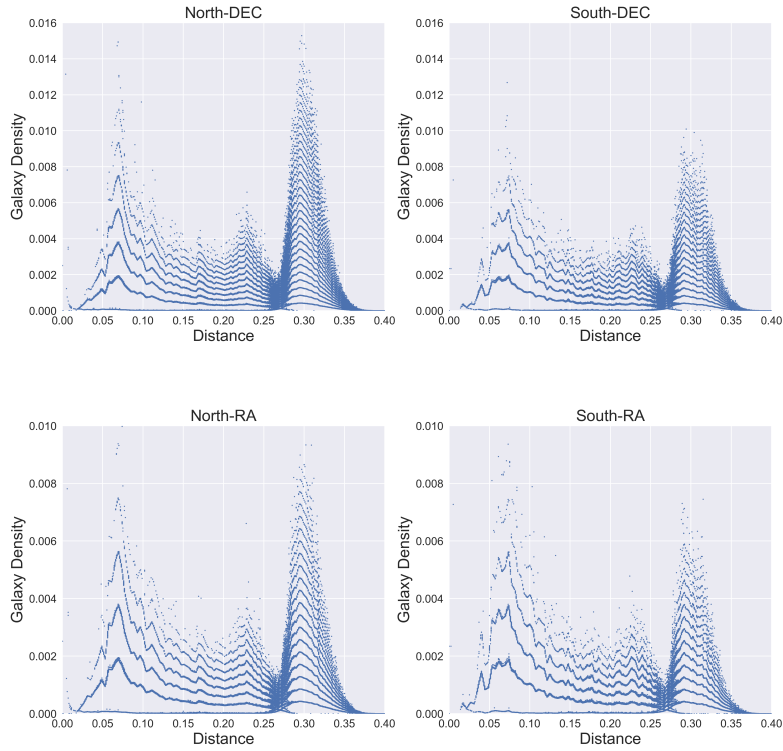 North-DEC
South-DEC
0.016 0.016
0.014 0.014
0.012 0.012
0.010 0.010
0.008 0.008
0.006 0.006
0.004 0.004
0.002 0.002
0.000 0.000
Galaxy Density Galaxy Density
0.00 0.05 0.10 0.15 0.20 0.25 0.30 0.35 0.40 0.00 0.05 0.10 0.15 0.20 0.25 0.30 0.35 0.40
Distance Distance
North-RA
South-RA
0.010 0.010
0.008 0.008
0.006 0.006
0.004 0.004
0.002 0.002
0.000 0.000
Galaxy Density Galaxy Density
0.00 0.05 0.10 0.15 0.20 0.25 0.30 0.35 0.40 0.00 0.05 0.10 0.15 0.20 0.25 0.30 0.35 0.40
Distance Distance